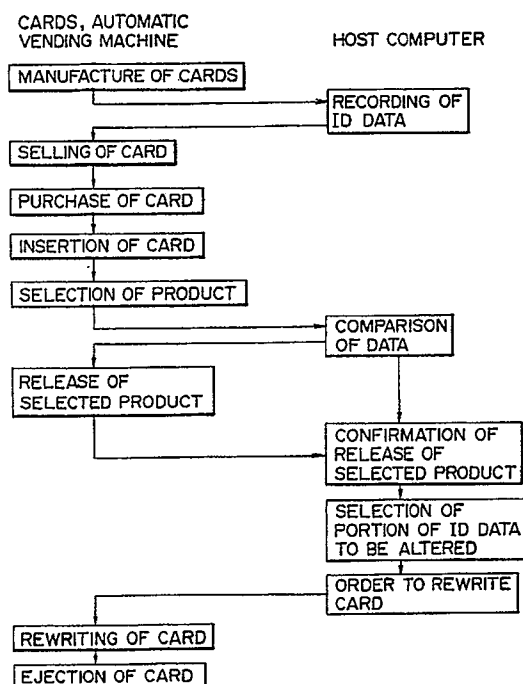 CARDS, AUTOMATIC
VENDING MACHINE
HOST COMPUTER
MANUFACTURE OF CARDS
RECORDING OF
ID DATA
SELLING OF CARD
PURCHASE OF CARD
INSERTION OF CARD
SELECTION OF PRODUCT
COMPARISON
OF DATA
RELEASE OF
SELECTED PRODUCT
CONFIRMATION OF
RELEASE OF
SELECTED PRODUCT
SELECTION OF
PORTION OF ID DATA
TO BE ALTERED
ORDER TO REWRITE
CARD
REWRITING OF CARD
EJECTION OF CARD